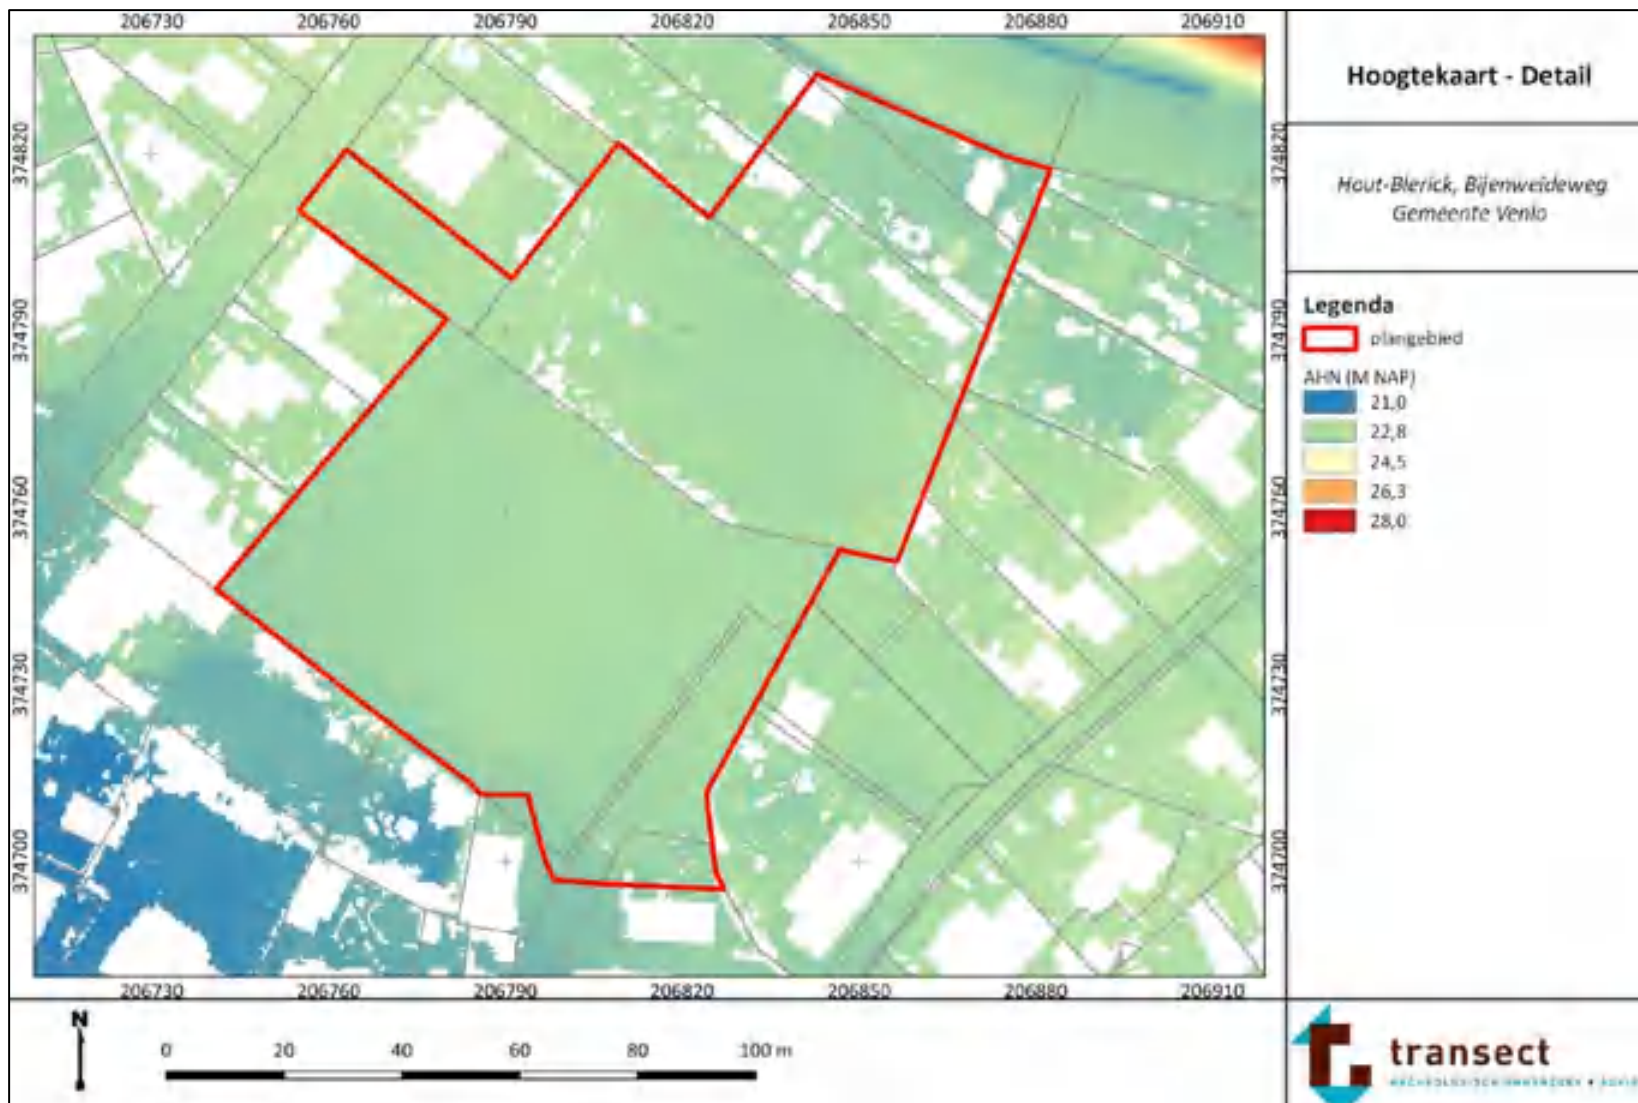 206730 206760 206790 206820 206850 206880 206910
374820
374790
374760
374730
374700
374820
374790
374760
374730
374700
206730 206760 206790 206820 206850 206880 206910
Hoogtekaart - Detail
Hout-Blerick, Bijenweideweg
Gemeente Venlo
Legenda
plangebied
AHN (M NAP)
21,0
22,8
24,5
26,3
28,0
N
0 20 40 60 80 100 m
transect